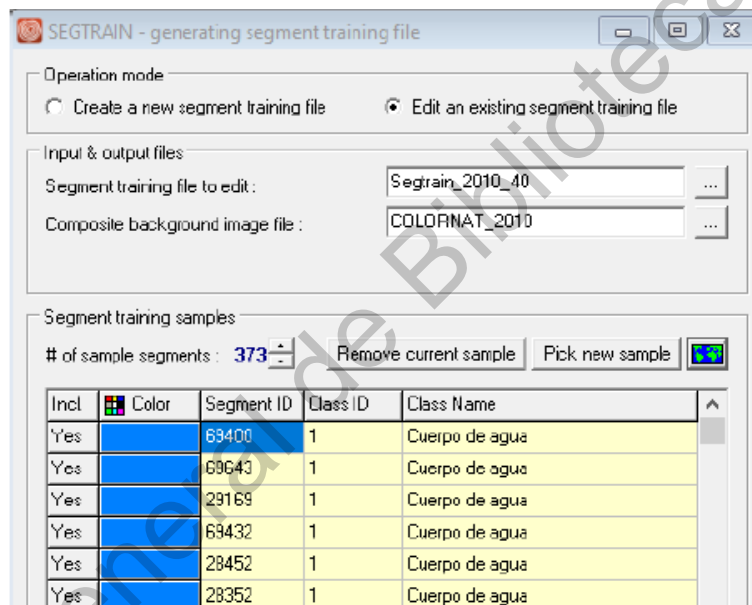 SEGTRAIN - generating segment training file
Operation mode
Create a new segment training file Edit an existing segment training file
Input & output files
Segment training file to edit : Segtrain_2010_40 ...
Composite background image file : COLORNAT_2010 ...
Segment training samples
# of sample segments : 373 Remove current sample Pick new sample
Incl Color Segment ID Class ID Class Name
Yes 69400 1 Cuerpo de agua
Yes 69643 1 Cuerpo de agua
Yes 29169 1 Cuerpo de agua
Yes 69432 1 Cuerpo de agua
Yes 28452 1 Cuerpo de agua
Yes 28352 1 Cuerpo de agua
eneral de Biblioteca